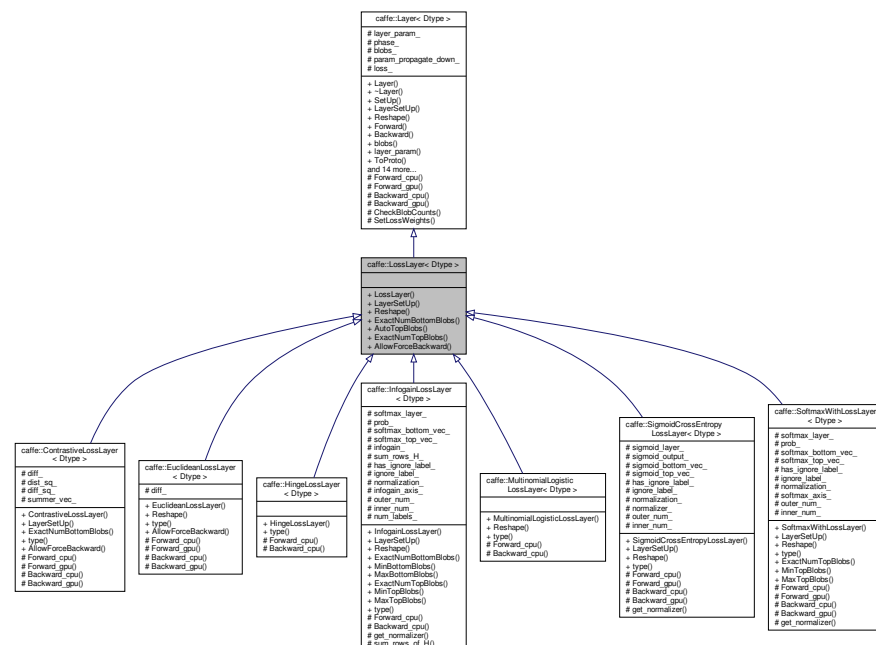 caffe::Layer< Dtype >
# layer_param_
# phase_
# blobs_
# param_propagate_down_
# loss_
+ Layer()
+ ~Layer()
+ SetUp()
+ LayerSetUp()
+ Reshape()
+ Forward()
+ Backward()
+ blobs()
+ layer_param()
+ ToProto()
and 14 more...
# Forward_cpu()
# Forward_gpu()
# Backward_cpu()
# Backward_gpu()
# CheckBlobCounts()
# SetLossWeights()
caffe::LossLayer< Dtype >
+ LossLayer()
+ LayerSetUp()
+ Reshape()
+ ExactNumBottomBlobs()
+ AutoTopBlobs()
+ ExactNumTopBlobs()
+ AllowForceBackward()
caffe::ContrastiveLossLayer
< Dtype >
# diff_
# dist_sq_
# diff_sq_
# summer_vec_
+ ContrastiveLossLayer()
+ LayerSetUp()
+ ExactNumBottomBlobs()
+ type()
+ AllowForceBackward()
# Forward_cpu()
# Forward_gpu()
# Backward_cpu()
# Backward_gpu()
caffe::EuclideanLossLayer
< Dtype >
# diff_
+ EuclideanLossLayer()
+ Reshape()
+ type()
+ AllowForceBackward()
# Forward_cpu()
# Forward_gpu()
# Backward_cpu()
# Backward_gpu()
caffe::HingeLossLayer
< Dtype >
+ HingeLossLayer()
+ type()
# Forward_cpu()
# Backward_cpu()
caffe::InfogainLossLayer
< Dtype >
# softmax_layer_
# prob_
# softmax_bottom_vec_
# softmax_top_vec_
# infogain_
# sum_rows_H_
# has_ignore_label_
# ignore_label_
# normalization_
# infogain_axis_
# outer_num_
# inner_num_
# num_labels_
+ InfogainLossLayer()
+ LayerSetUp()
+ Reshape()
+ ExactNumBottomBlobs()
+ MinBottomBlobs()
+ MaxBottomBlobs()
+ ExactNumTopBlobs()
+ MinTopBlobs()
+ MaxTopBlobs()
+ type()
# Forward_cpu()
# Backward_cpu()
# get_normalizer()
# sum_rows_of_H()
caffe::MultinomialLogistic
LossLayer< Dtype >
+ MultinomialLogisticLossLayer()
+ Reshape()
+ type()
# Forward_cpu()
# Backward_cpu()
caffe::SigmoidCrossEntropy
LossLayer< Dtype >
# sigmoid_layer_
# sigmoid_output_
# sigmoid_bottom_vec_
# sigmoid_top_vec_
# has_ignore_label_
# ignore_label_
# normalization_
# normalizer_
# outer_num_
# inner_num_
+ SigmoidCrossEntropyLossLayer()
+ LayerSetUp()
+ Reshape()
+ type()
# Forward_cpu()
# Forward_gpu()
# Backward_cpu()
# Backward_gpu()
# get_normalizer()
caffe::SoftmaxWithLossLayer
< Dtype >
# softmax_layer_
# prob_
# softmax_bottom_vec_
# softmax_top_vec_
# has_ignore_label_
# ignore_label_
# normalization_
# softmax_axis_
# outer_num_
# inner_num_
+ SoftmaxWithLossLayer()
+ LayerSetUp()
+ Reshape()
+ type()
+ ExactNumTopBlobs()
+ MinTopBlobs()
+ MaxTopBlobs()
# Forward_cpu()
# Forward_gpu()
# Backward_cpu()
# Backward_gpu()
# get_normalizer()